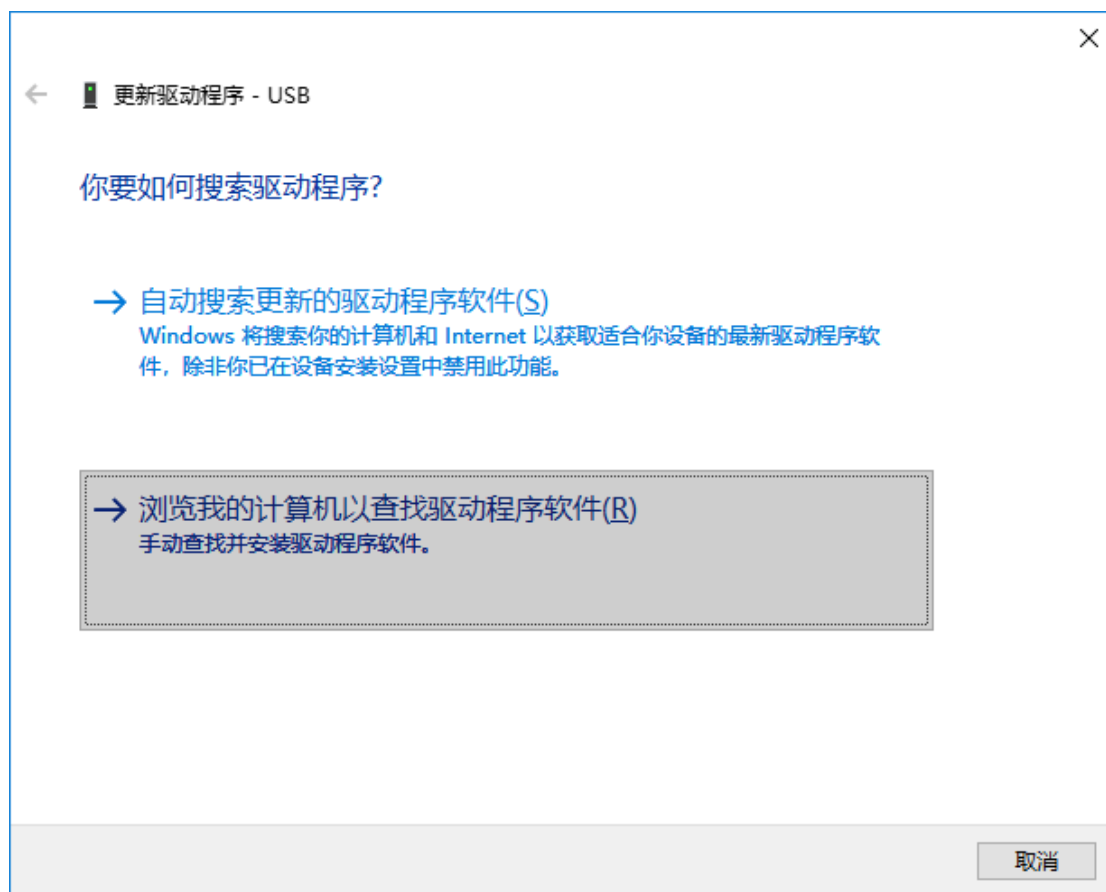 更新驱动程序 - USB
你要如何搜索驱动程序?
自动搜索更新的驱动程序软件(S)
Windows 将搜索你的计算机和 Internet 以获取适合你设备的最新驱动程序软
件，除非你已在设备安装设置中禁用此功能。
浏览我的计算机以查找驱动程序软件(R)
手动查找并安装驱动程序软件。
取消